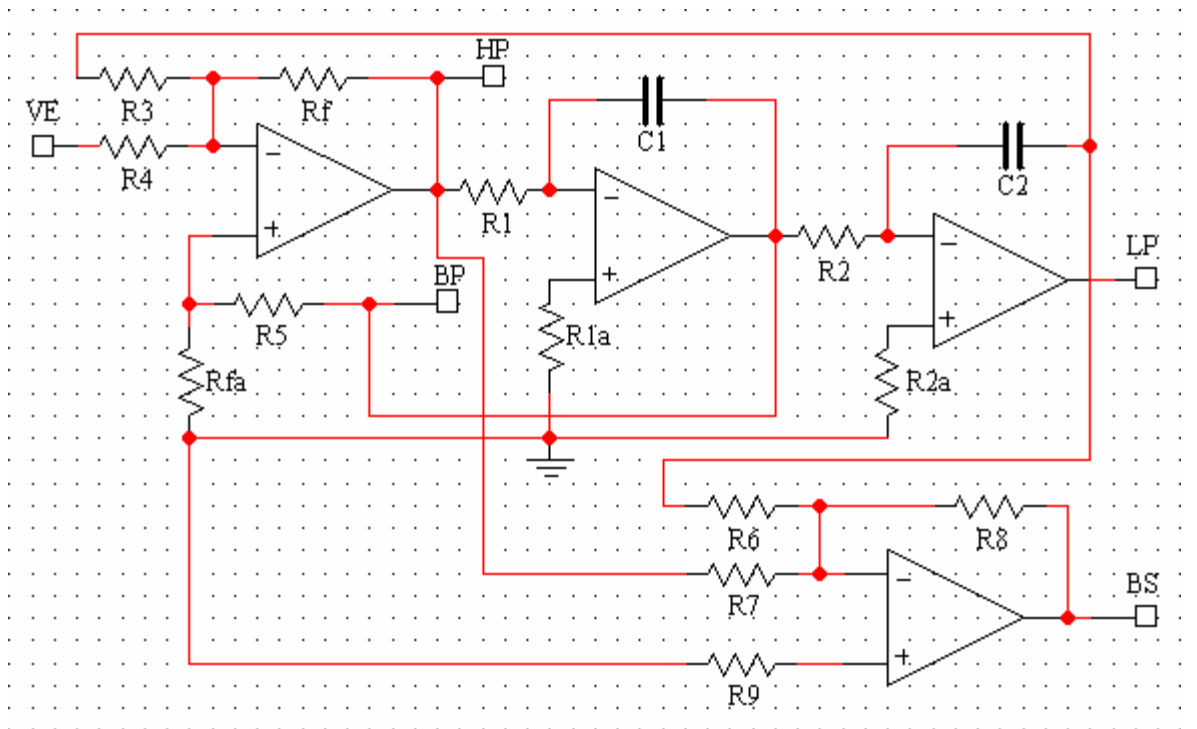 HP
VE
R3
Rf
C1
R4
C2
−
+
R1
−
+
R2
−
+
LP
BP
R5
R1a
Rfa
R2a
R6
R8
R7
−
+
BS
R9